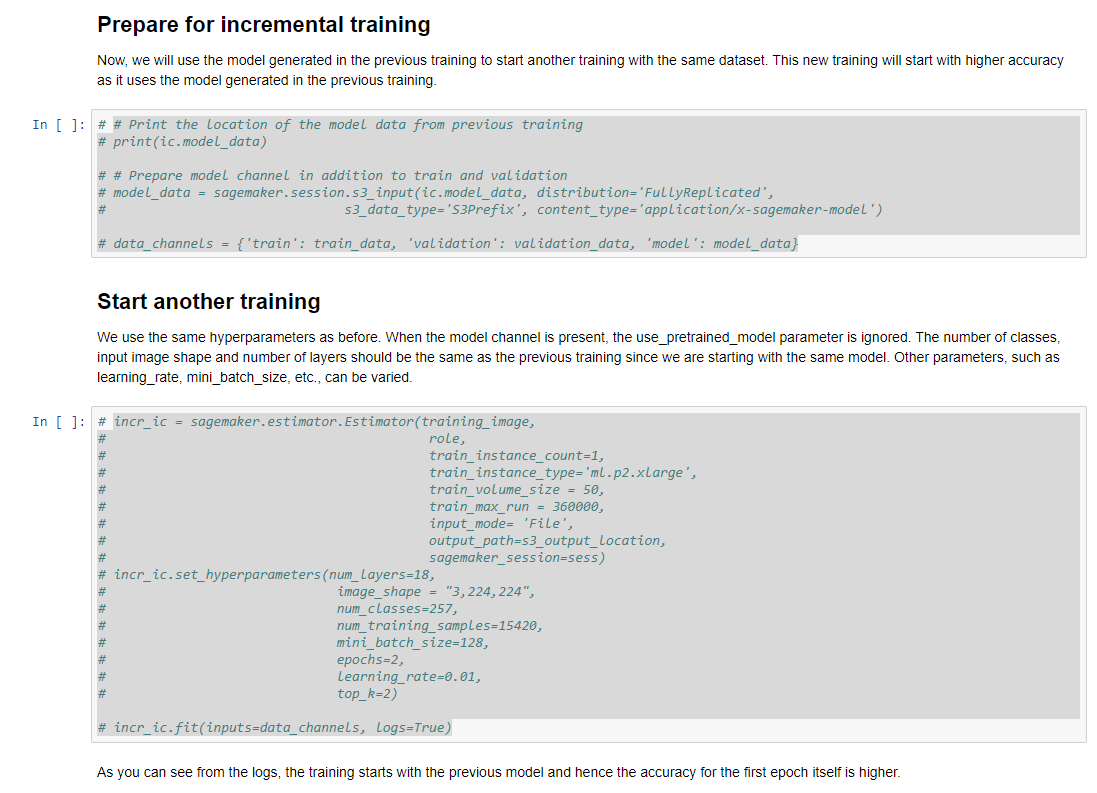 Prepare for incremental training
Now, we will use the model generated in the previous training to start another training with the same dataset. This new training will start with higher accuracy
as it uses the model generated in the previous training.
In [ ]: # # Print the location of the model data from previous training
# print(ic.model_data)
# # Prepare model channel in addition to train and validation
# model_data = sagemaker.session.s3_input(ic.model_data, distribution='FullyReplicated',
#                               s3_data_type='S3Prefix', content_type='application/x-sagemaker-model')
# data_channels = {'train': train_data, 'validation': validation_data, 'model': model_data}
Start another training
We use the same hyperparameters as before. When the model channel is present, the use_pretrained_model parameter is ignored. The number of classes,
input image shape and number of layers should be the same as the previous training since we are starting with the same model. Other parameters, such as
learning_rate, mini_batch_size, etc., can be varied.
In [ ]: # incr_ic = sagemaker.estimator.Estimator(training_image,
#                                          role,
#                                          train_instance_count=1,
#                                          train_instance_type='ml.p2.xlarge',
#                                          train_volume_size = 50,
#                                          train_max_run = 360000,
#                                          input_mode= 'File',
#                                          output_path=s3_output_location,
#                                          sagemaker_session=sess)
# incr_ic.set_hyperparameters(num_layers=18,
#                              image_shape = "3,224,224",
#                              num_classes=257,
#                              num_training_samples=15420,
#                              mini_batch_size=128,
#                              epochs=2,
#                              learning_rate=0.01,
#                              top_k=2)
# incr_ic.fit(inputs=data_channels, logs=True)
As you can see from the logs, the training starts with the previous model and hence the accuracy for the first epoch itself is higher.